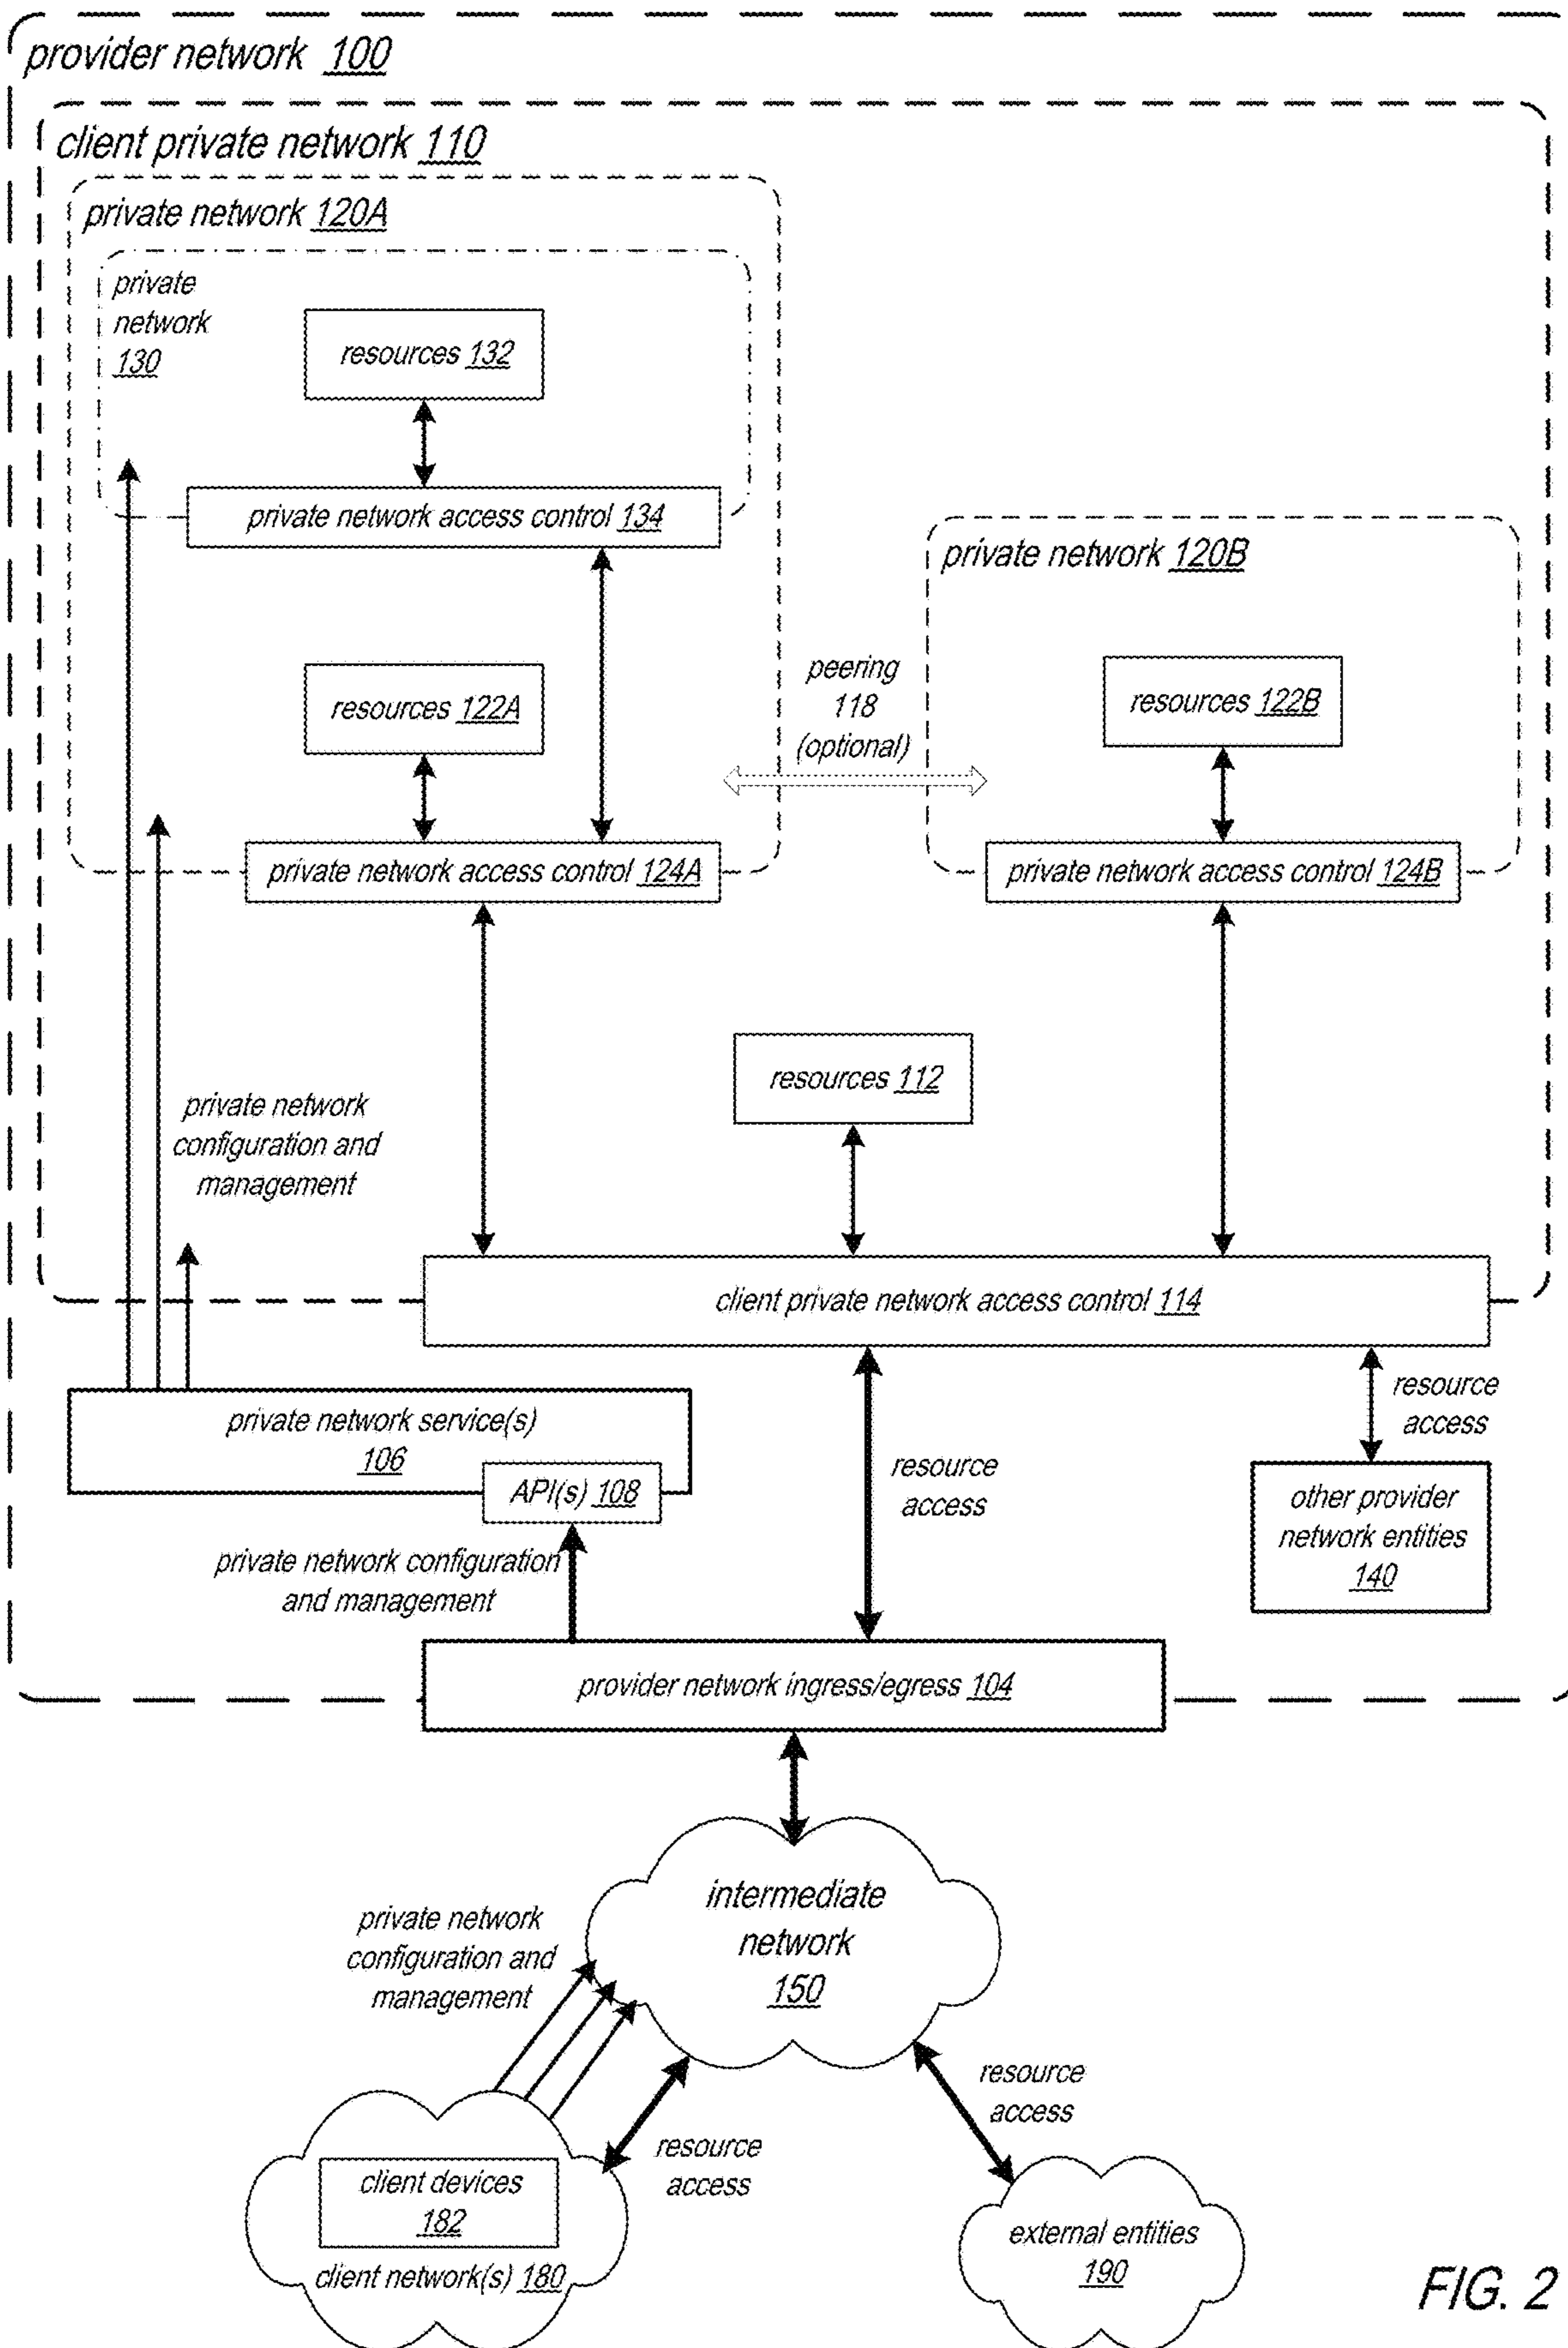 provider network 100
client private network 110
private network 120A
private
network
130
resources 132
private network access control 134
private network 120B
resources 122A
peering
118
(optional)
resources 122B
private network access control 124A
private network access control 124B
resources 112
private network
configuration and
management
client private network access control 114
private network service(s)
106
API(s) 108
resource
access
resource
access
other provider
network entities
140
private network configuration
and management
provider network ingress/egress 104
intermediate
network
150
private network
configuration and
management
resource
access
resource
access
client devices
182
client network(s) 180
external entities
190
FIG. 2